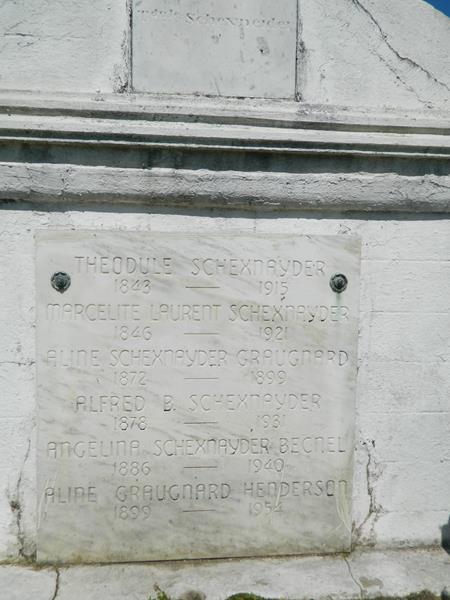 Schexneider
THEODULE SCHEXNAYDER
1843 — 1915
MARCELITE LAURENT SCHEXNAYDER
1846 — 1921
ALINE SCHEXNAYDER GRAUGNARD
1872 — 1899
ALFRED B. SCHEXNAYDER
1878 — 1931
ANGELINA SCHEXNAYDER BECNEL
1886 — 1940
ALINE GRAUGNARD HENDERSON
1899 — 1954